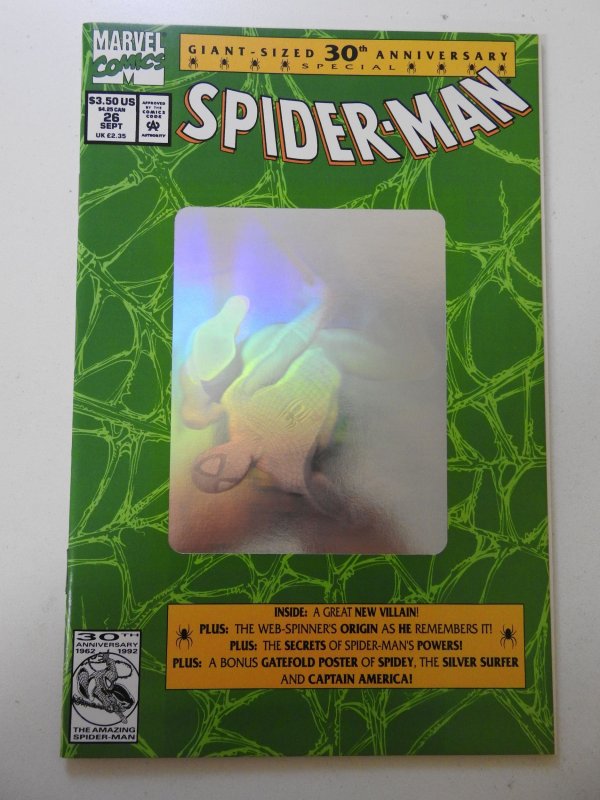 MARVEL
COMICS
M
GIANT-SIZED 30th ANNIVERSARY
SPECIAL
SPIDER-MAN
$3.50 US
$4.25 CAN
26
SEPT
UK £2.35
APPROVED
BY THE
COMICS
CODE
A
AUTHORITY
INSIDE: A GREAT NEW VILLAIN!
PLUS: THE WEB-SPINNER'S ORIGIN AS HE REMEMBERS IT!
PLUS: THE SECRETS OF SPIDER-MAN'S POWERS!
PLUS: A BONUS GATEFOLD POSTER OF SPIDEY, THE SILVER SURFER
AND CAPTAIN AMERICA!
30TH
ANNIVERSARY
1962 1992
THE AMAZING
SPIDER-MAN